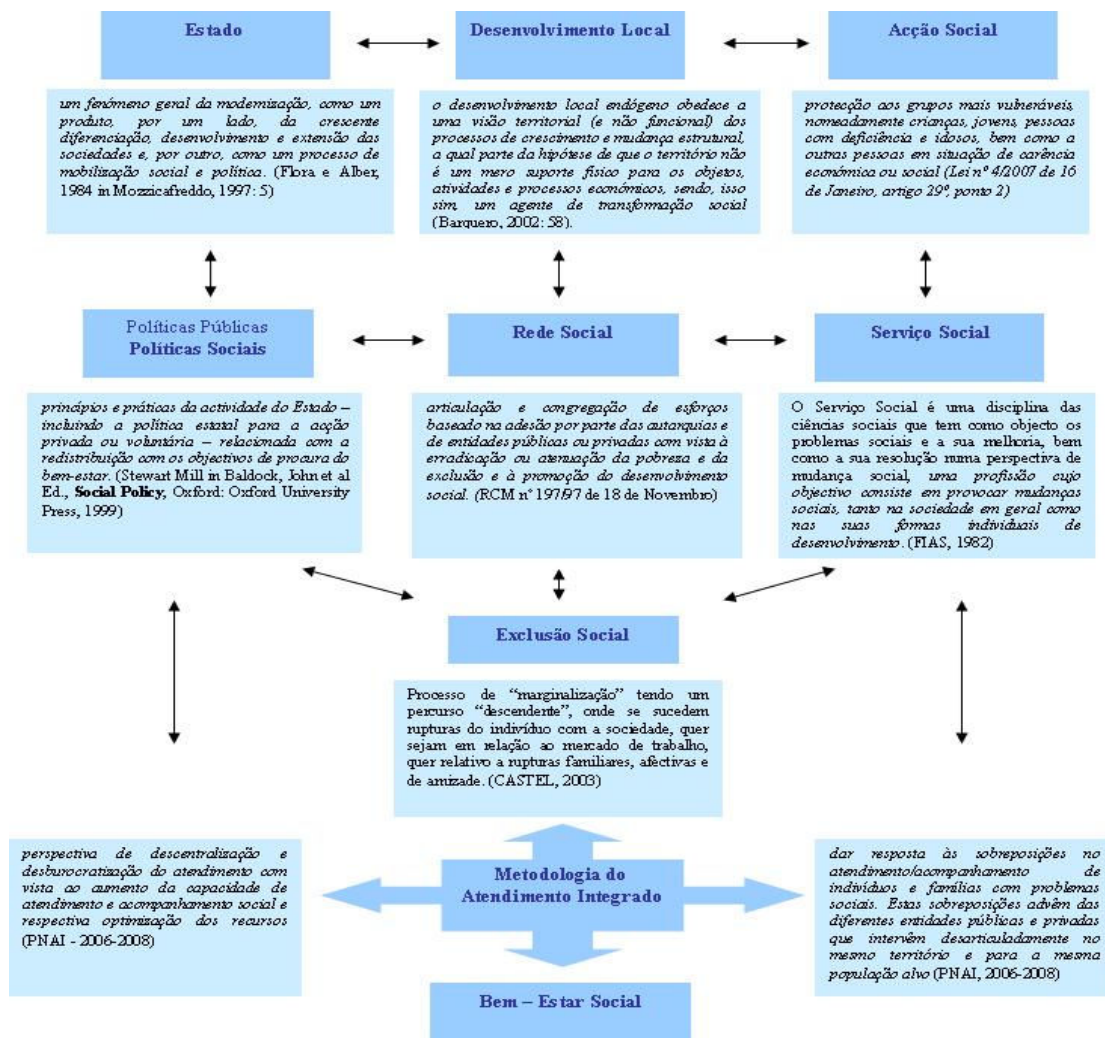 Estado
Desenvolvimento Local
Acção Social
um fenómeno geral da modernização, como um
produto, por um lado, da crescente
diferenciação, desenvolvimento e extensão das
sociedades e, por outro, como um processo de
mobilização social e política. (Flora e Alber,
1984 in Mozzicafreddo, 1997: 5)
o desenvolvimento local endógeno obedece a
uma visão territorial (e não funcional) dos
processos de crescimento e mudança estrutural,
a qual parte da hipótese de que o território não
é um mero suporte físico para os objetos,
atividades e processos económicos, sendo, isso
sim, um agente de transformação social
(Barquero, 2002: 58).
protecção aos grupos mais vulneráveis,
nomeadamente crianças, jovens, pessoas
com deficiência e idosos, bem como a
outras pessoas em situação de carência
económica ou social (Lei nº 4/2007 de 16
de Janeiro, artigo 29º, ponto 2)
Políticas Públicas
Políticas Sociais
Rede Social
Serviço Social
princípios e práticas da actividade do Estado –
incluindo a política estatal para a acção
privada ou voluntária – relacionada com a
redistribuição com os objectivos de procura do
bem-estar. (Stewart Mill in Baldock, John et al
Ed., Social Policy, Oxford: Oxford University
Press, 1999)
articulação e congregação de esforços
baseado na adesão por parte das autarquias e
de entidades públicas ou privadas com vista à
erradicação ou atenuação da pobreza e da
exclusão e à promoção do desenvolvimento
social. (RCM nº 197/97 de 18 de Novembro)
O Serviço Social é uma disciplina das
ciências sociais que tem como objecto os
problemas sociais e a sua melhoria, bem
como a sua resolução numa perspectiva de
mudança social, uma profissão cujo
objectivo consiste em provocar mudanças
sociais, tanto na sociedade em geral como
nas suas formas individuais de
desenvolvimento. (FIAS, 1982)
Exclusão Social
Processo de “marginalização” tendo um
percurso “descendente”, onde se sucedem
rupturas do indivíduo com a sociedade, quer
sejam em relação ao mercado de trabalho,
quer relativo a rupturas familiares, afectivas e
de amizade. (CASTEL, 2003)
perspectiva de descentralização e
desburocratização do atendimento com
vista ao aumento da capacidade de
atendimento e acompanhamento social e
respectiva optimização dos recursos
(PNAI - 2006-2008)
Metodologia do
Atendimento Integrado
dar resposta às sobreposições no
atendimento/acompanhamento de
indivíduos e famílias com problemas
sociais. Estas sobreposições advêm das
diferentes entidades públicas e privadas
que intervêm desarticuladamente no
mesmo território e para a mesma
população alvo (PNAI, 2006-2008)
Bem – Estar Social